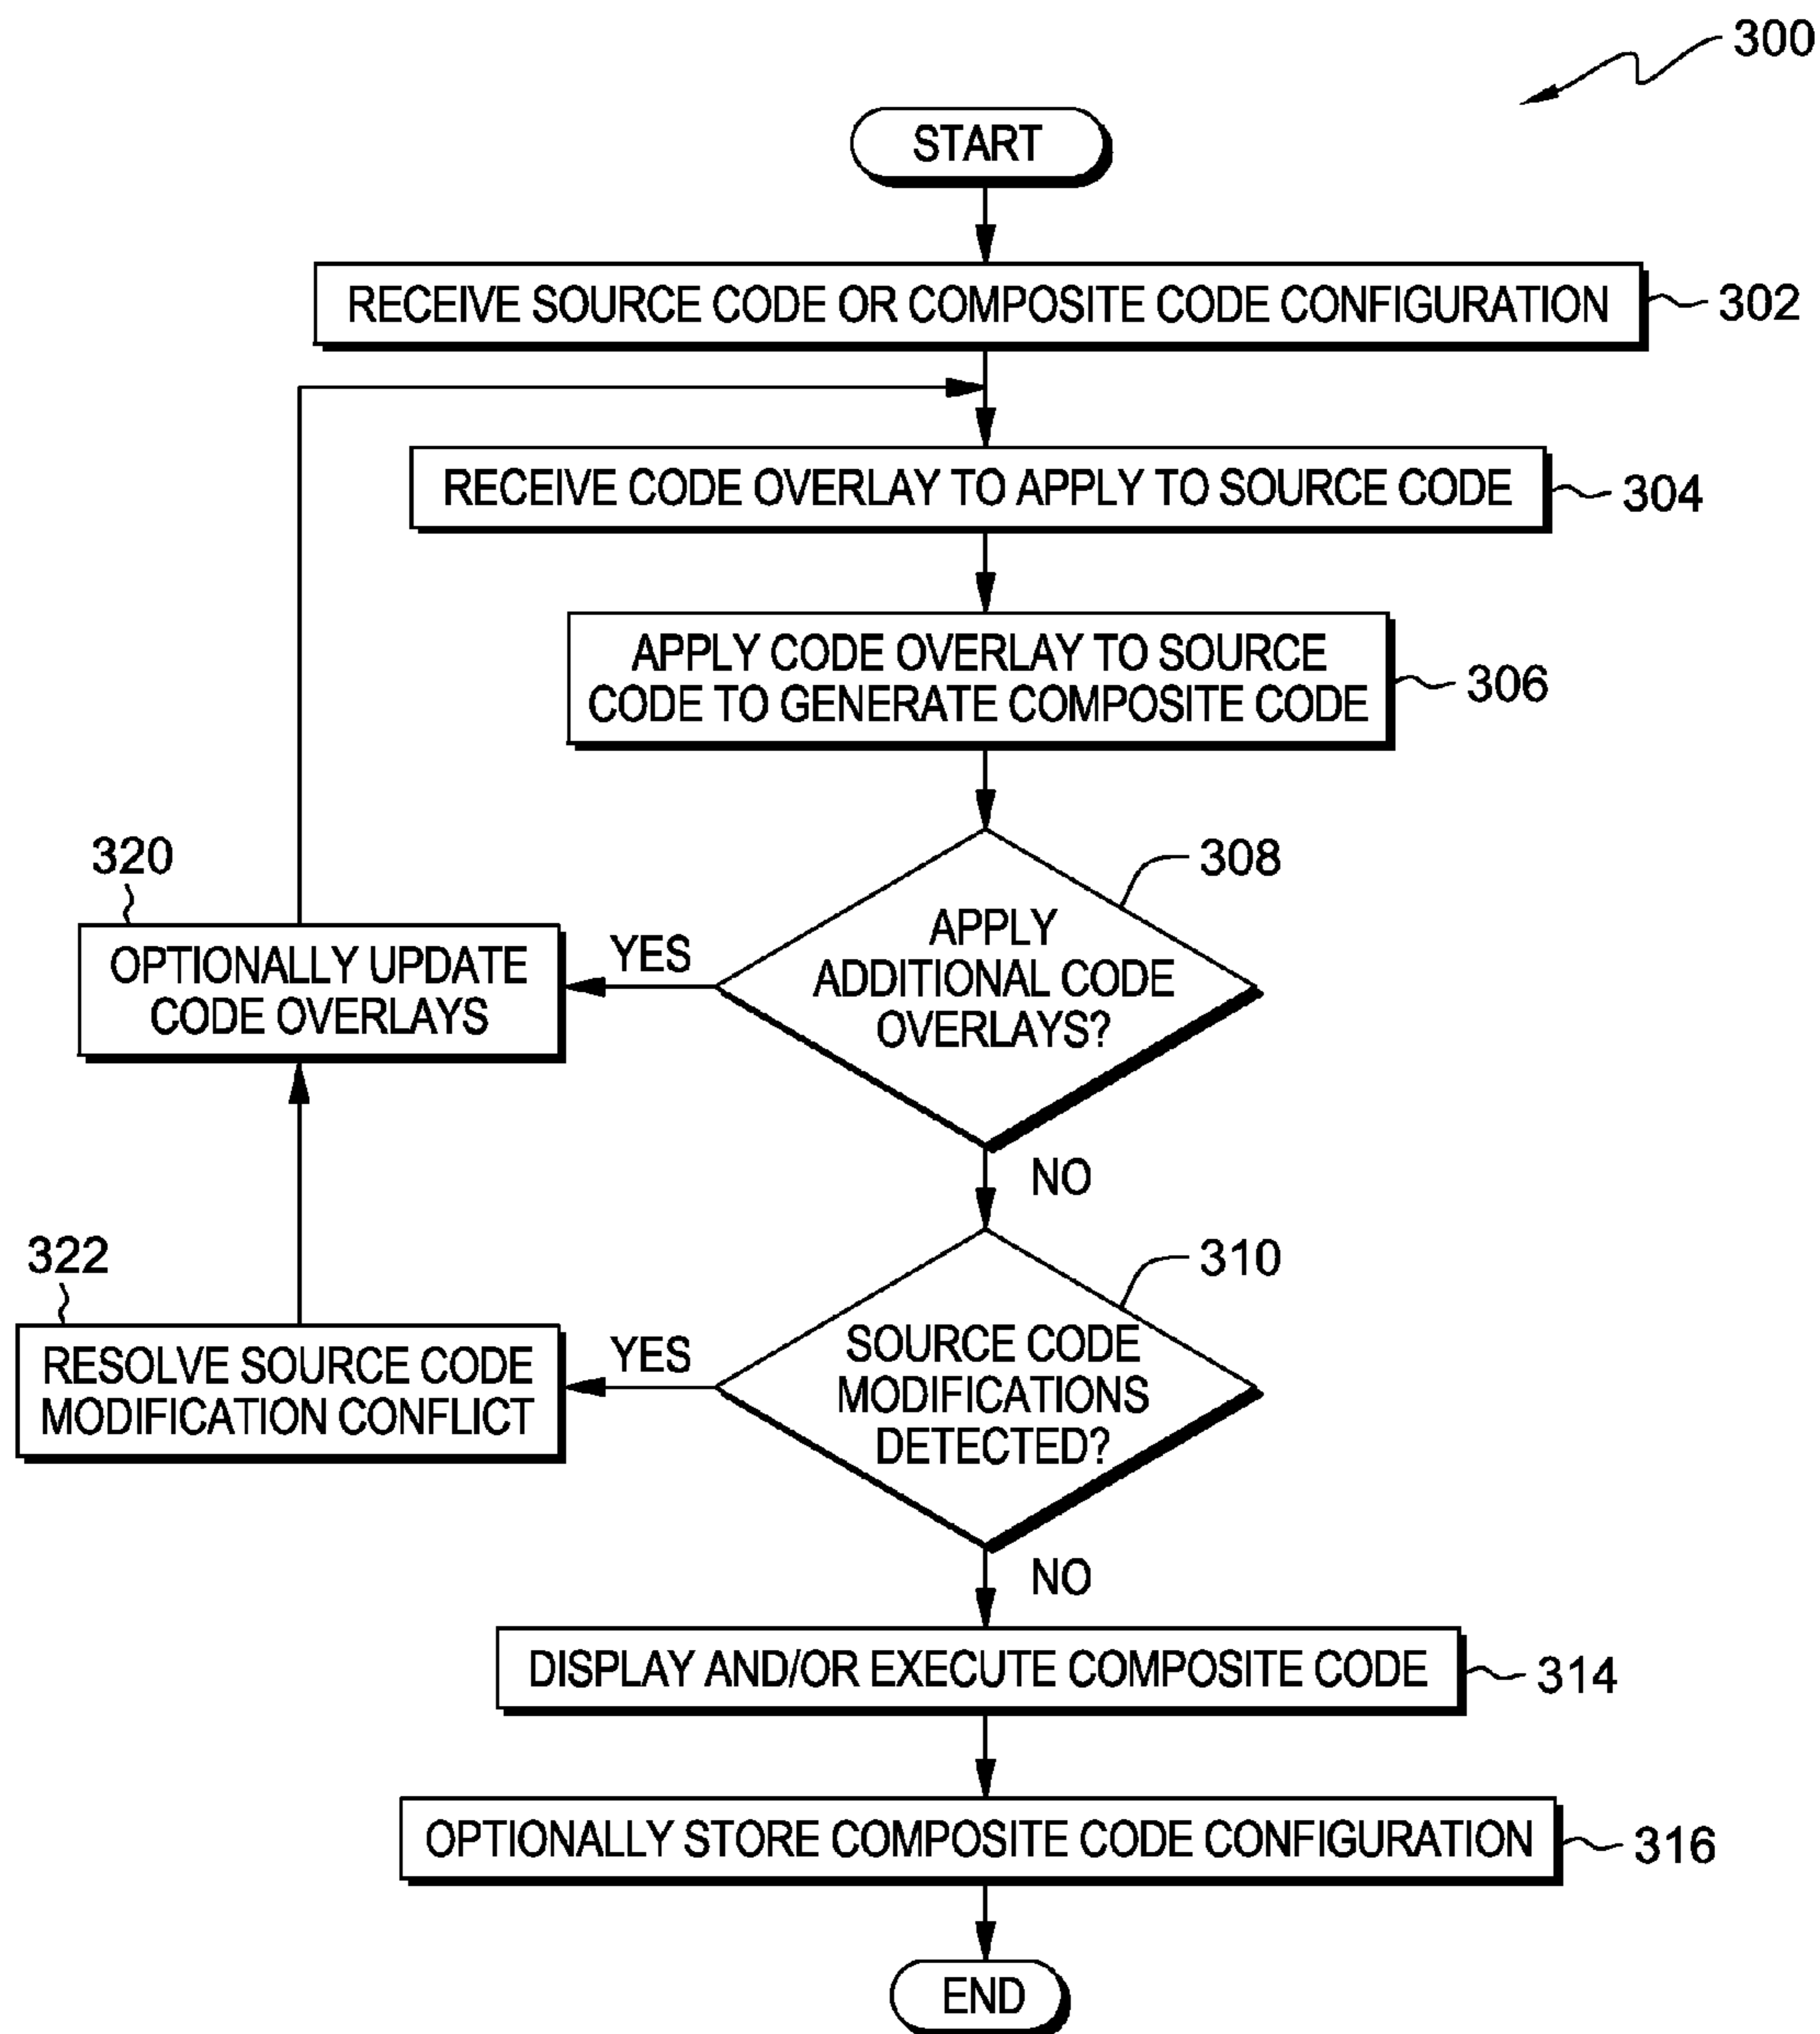 300
START
RECEIVE SOURCE CODE OR COMPOSITE CODE CONFIGURATION
302
RECEIVE CODE OVERLAY TO APPLY TO SOURCE CODE
304
APPLY CODE OVERLAY TO SOURCE
CODE TO GENERATE COMPOSITE CODE
306
308
APPLY
ADDITIONAL CODE
OVERLAYS?
YES
320
OPTIONALLY UPDATE
CODE OVERLAYS
NO
310
SOURCE CODE
MODIFICATIONS
DETECTED?
YES
322
RESOLVE SOURCE CODE
MODIFICATION CONFLICT
NO
DISPLAY AND/OR EXECUTE COMPOSITE CODE
314
OPTIONALLY STORE COMPOSITE CODE CONFIGURATION
316
END